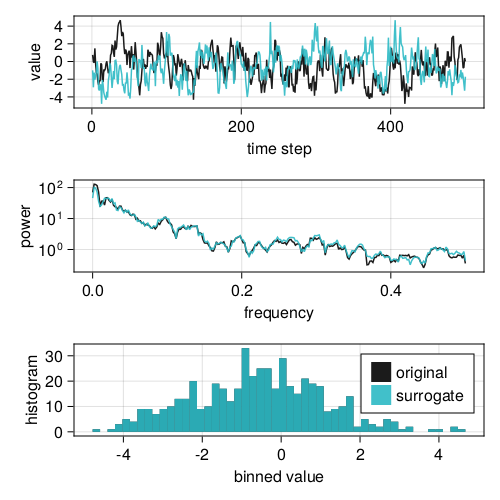 value
4
2
0
-2
-4
0
200
400
time step
power
10²
10¹
10⁰
0.0
0.2
0.4
frequency
histogram
30
20
10
0
original
surrogate
-4
-2
0
2
4
binned value